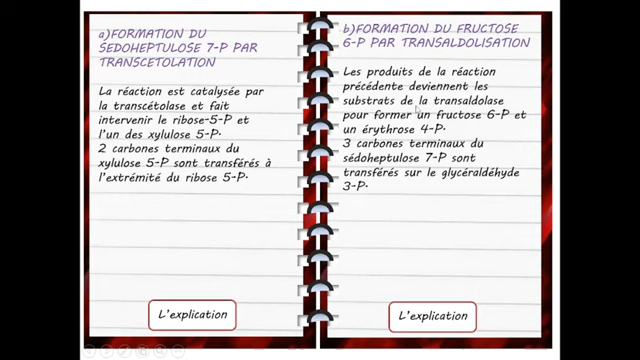 a)FORMATION DU
SEDOHEPTULOSE 7-P PAR
TRANSCETOLATION
La réaction est catalysée par
la transcétolase et fait
intervenir le ribose-5-P et
l'un des xylulose 5-P.
2 carbones terminaux du
xylulose 5-P sont transférés à
l'extrémité du ribose 5-P.
L'explication
b)FORMATION DU FRUCTOSE
6-P PAR TRANSALDOLISATION
Les produits de la réaction
précédente deviennent les
substrats de la transaldolase
pour former un fructose 6-P et
un érythrose 4-P.
3 carbones terminaux du
sédoheptulose 7-P sont
transférés sur le glycéraldéhyde
3-P.
L'explication